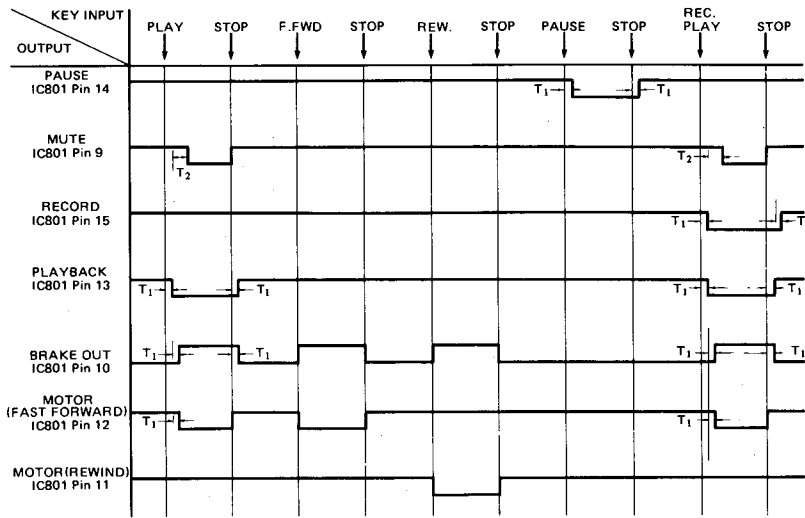 KEY INPUT
OUTPUT
PLAY STOP F.FWD STOP REW. STOP PAUSE STOP REC. PLAY STOP
PAUSE
IC801 Pin 14
T1 T1
MUTE
IC801 Pin 9
T2 T2
RECORD
IC801 Pin 15
T1 T
PLAYBACK
IC801 Pin 13
T1 T1 T1 T1
BRAKE OUT
IC801 Pin 10
T1 T1 T1 T1
MOTOR
(FAST FORWARD)
IC801 Pin 12
T1 T1
MOTOR(REWIND)
IC801 Pin 11